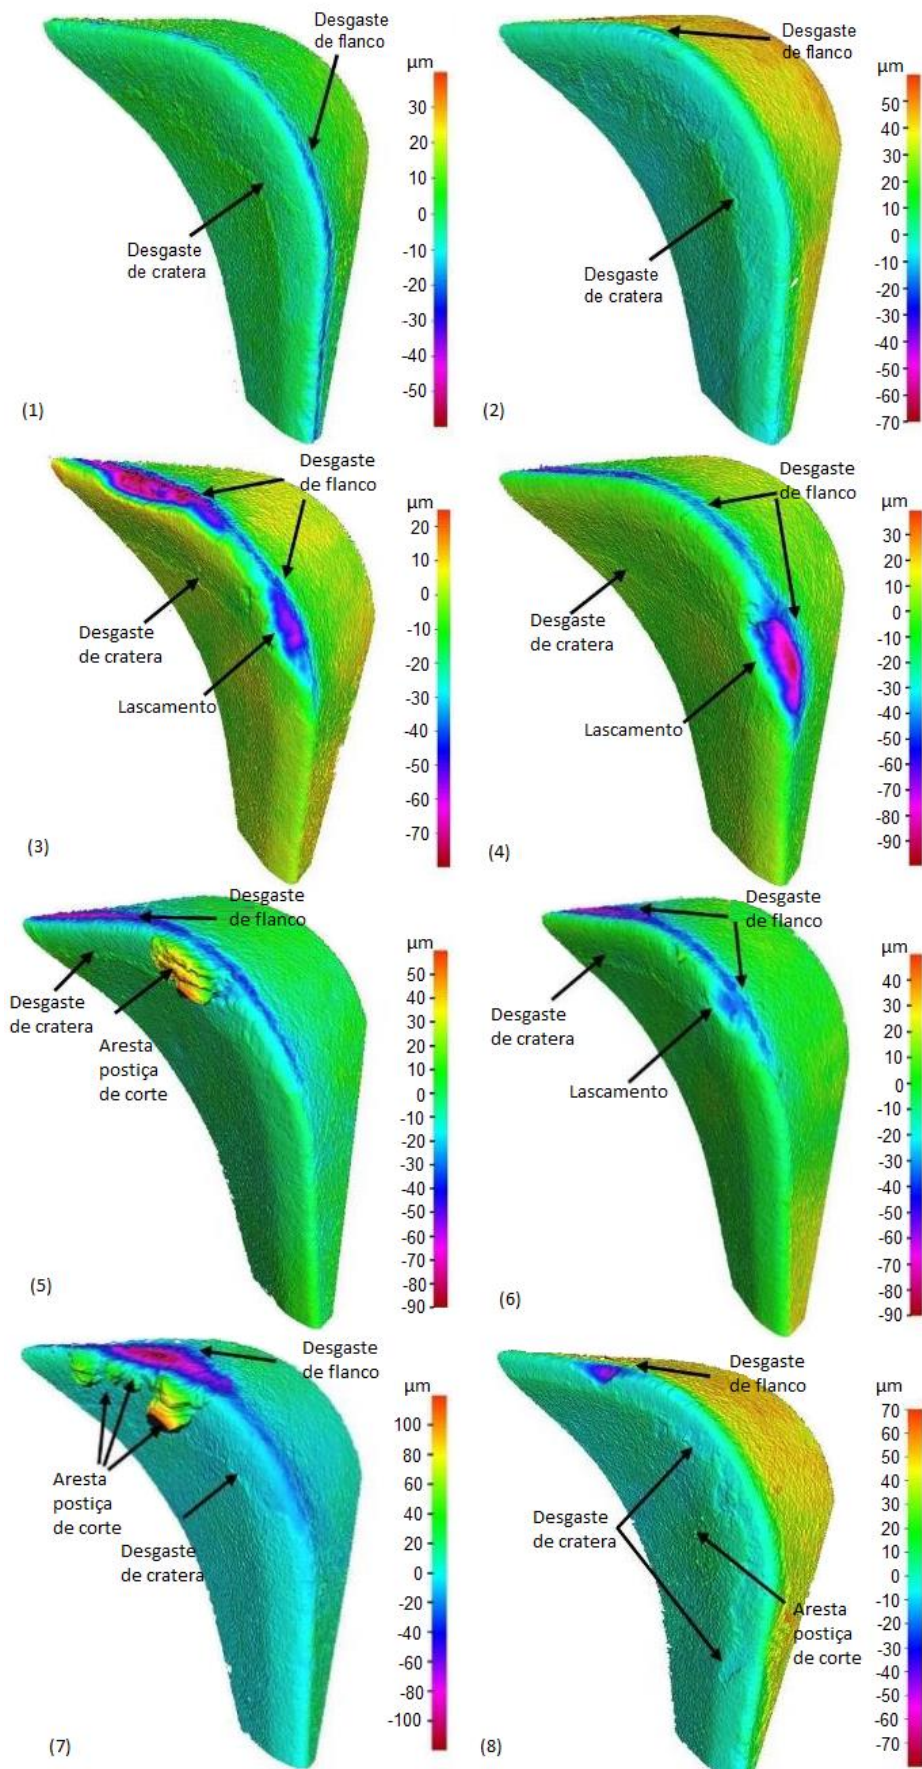 Desgaste
de flanco
µm
30
20
10
0
-10
-20
-30
-40
-50
Desgaste
de cratera
(1)
Desgaste
de flanco
µm
50
40
30
20
10
0
-10
-20
-30
-40
-50
-60
-70
Desgaste
de cratera
(2)
Desgaste
de flanco
µm
20
10
0
-10
-20
-30
-40
-50
-60
-70
Desgaste
de cratera
Lascamento
(3)
Desgaste
de flanco
µm
30
20
10
0
-10
-20
-30
-40
-50
-60
-70
-80
-90
Desgaste
de cratera
Lascamento
(4)
Desgaste
de flanco
µm
50
40
30
20
10
0
-10
-20
-30
-40
-50
-60
-70
-80
-90
Desgaste
de cratera
Aresta
postiça
de corte
(5)
Desgaste
de flanco
µm
40
30
20
10
0
-10
-20
-30
-40
-50
-60
-70
-80
-90
Desgaste
de cratera
Lascamento
(6)
Desgaste
de flanco
µm
100
80
60
40
20
0
-20
-40
-60
-80
-100
Aresta
postiça
de corte
Desgaste
de cratera
(7)
Desgaste
de flanco
µm
70
60
50
40
30
20
10
0
-10
-20
-30
-40
-50
-60
-70
Desgaste
de cratera
Aresta
postiça
de corte
(8)